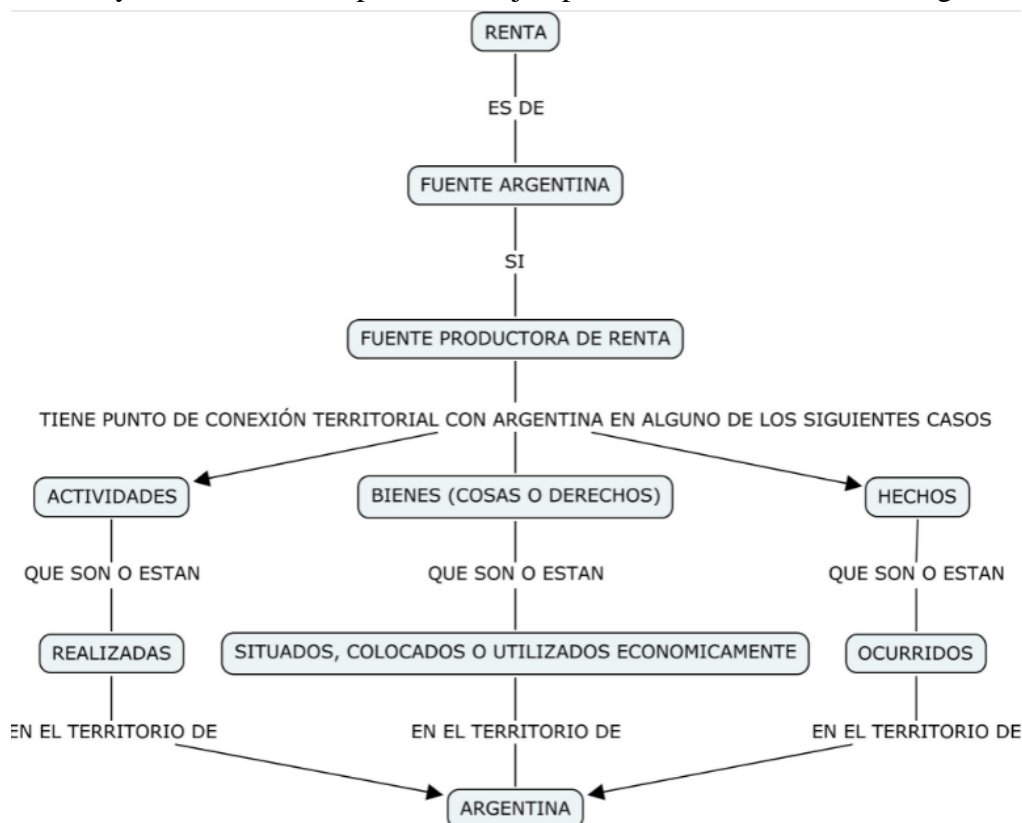 RENTA
ES DE
FUENTE ARGENTINA
SI
FUENTE PRODUCTORA DE RENTA
TIENE PUNTO DE CONEXIÓN TERRITORIAL CON ARGENTINA EN ALGUNO DE LOS SIGUIENTES CASOS
ACTIVIDADES
BIENES (COSAS O DERECHOS)
HECHOS
QUE SON O ESTAN
QUE SON O ESTAN
QUE SON O ESTAN
REALIZADAS
SITUADOS, COLOCADOS O UTILIZADOS ECONOMICAMENTE
OCURRIDOS
EN EL TERRITORIO DE
EN EL TERRITORIO DE
EN EL TERRITORIO DE
ARGENTINA